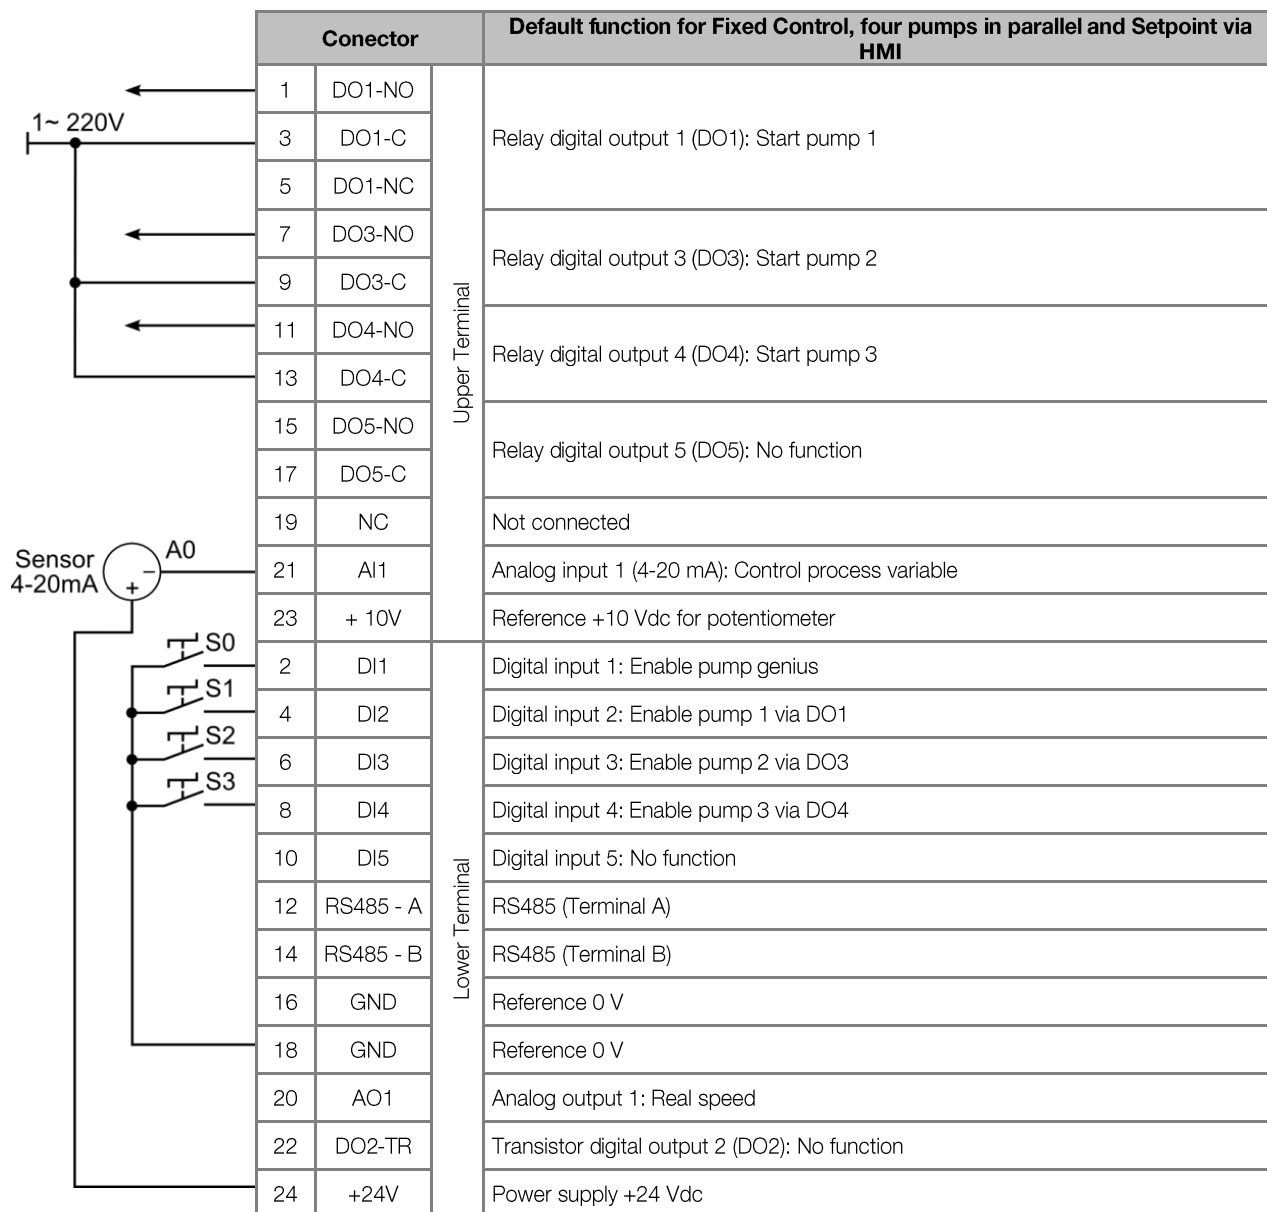 Conector
Default function for Fixed Control, four pumps in parallel and Setpoint via
HMI
1~ 220V
1 DO1-NO
3 DO1-C
5 DO1-NC
Relay digital output 1 (DO1): Start pump 1
7 DO3-NO
9 DO3-C
Relay digital output 3 (DO3): Start pump 2
11 DO4-NO
13 DO4-C
Relay digital output 4 (DO4): Start pump 3
15 DO5-NO
17 DO5-C
Relay digital output 5 (DO5): No function
19 NC Not connected
Sensor
4-20mA
+
−
A0
21 AI1 Analog input 1 (4-20 mA): Control process variable
23 + 10V Reference +10 Vdc for potentiometer
Upper Terminal
S0
2 DI1 Digital input 1: Enable pump genius
S1
4 DI2 Digital input 2: Enable pump 1 via DO1
S2
6 DI3 Digital input 3: Enable pump 2 via DO3
S3
8 DI4 Digital input 4: Enable pump 3 via DO4
10 DI5 Digital input 5: No function
12 RS485 - A RS485 (Terminal A)
14 RS485 - B RS485 (Terminal B)
16 GND Reference 0 V
18 GND Reference 0 V
20 AO1 Analog output 1: Real speed
22 DO2-TR Transistor digital output 2 (DO2): No function
24 +24V Power supply +24 Vdc
Lower Terminal